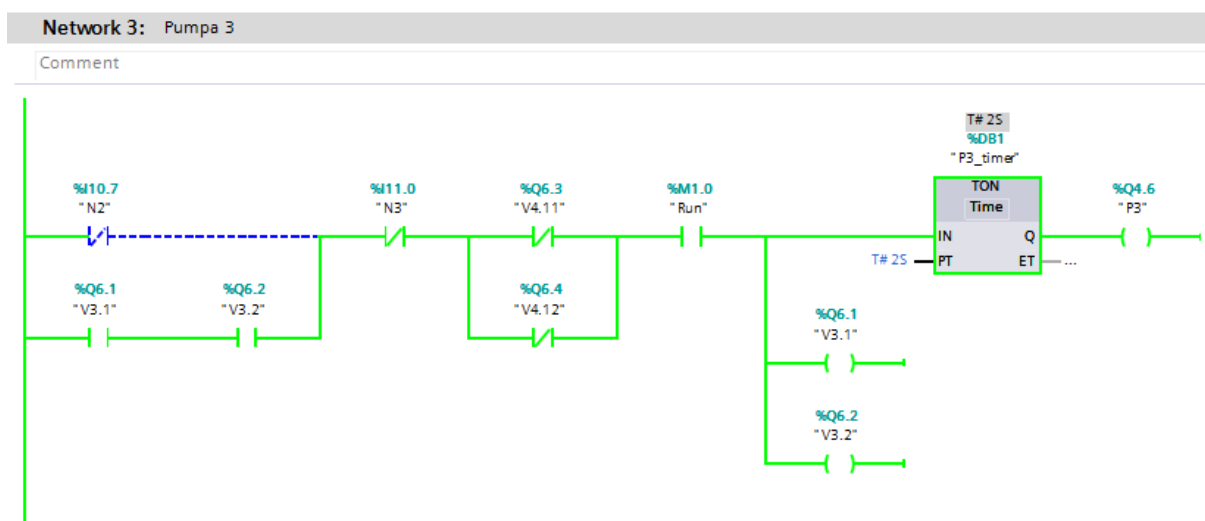 Network 3: Pumpa 3
Comment
T# 2S
%DB1
"P3_timer"
%I10.7
"N2"
%I11.0
"N3"
%Q6.3
"V4.11"
%M1.0
"Run"
TON
Time
%Q4.6
"P3"
IN Q
T# 2S PT ET ...
%Q6.1
"V3.1"
%Q6.2
"V3.2"
%Q6.4
"V4.12"
%Q6.1
"V3.1"
%Q6.2
"V3.2"